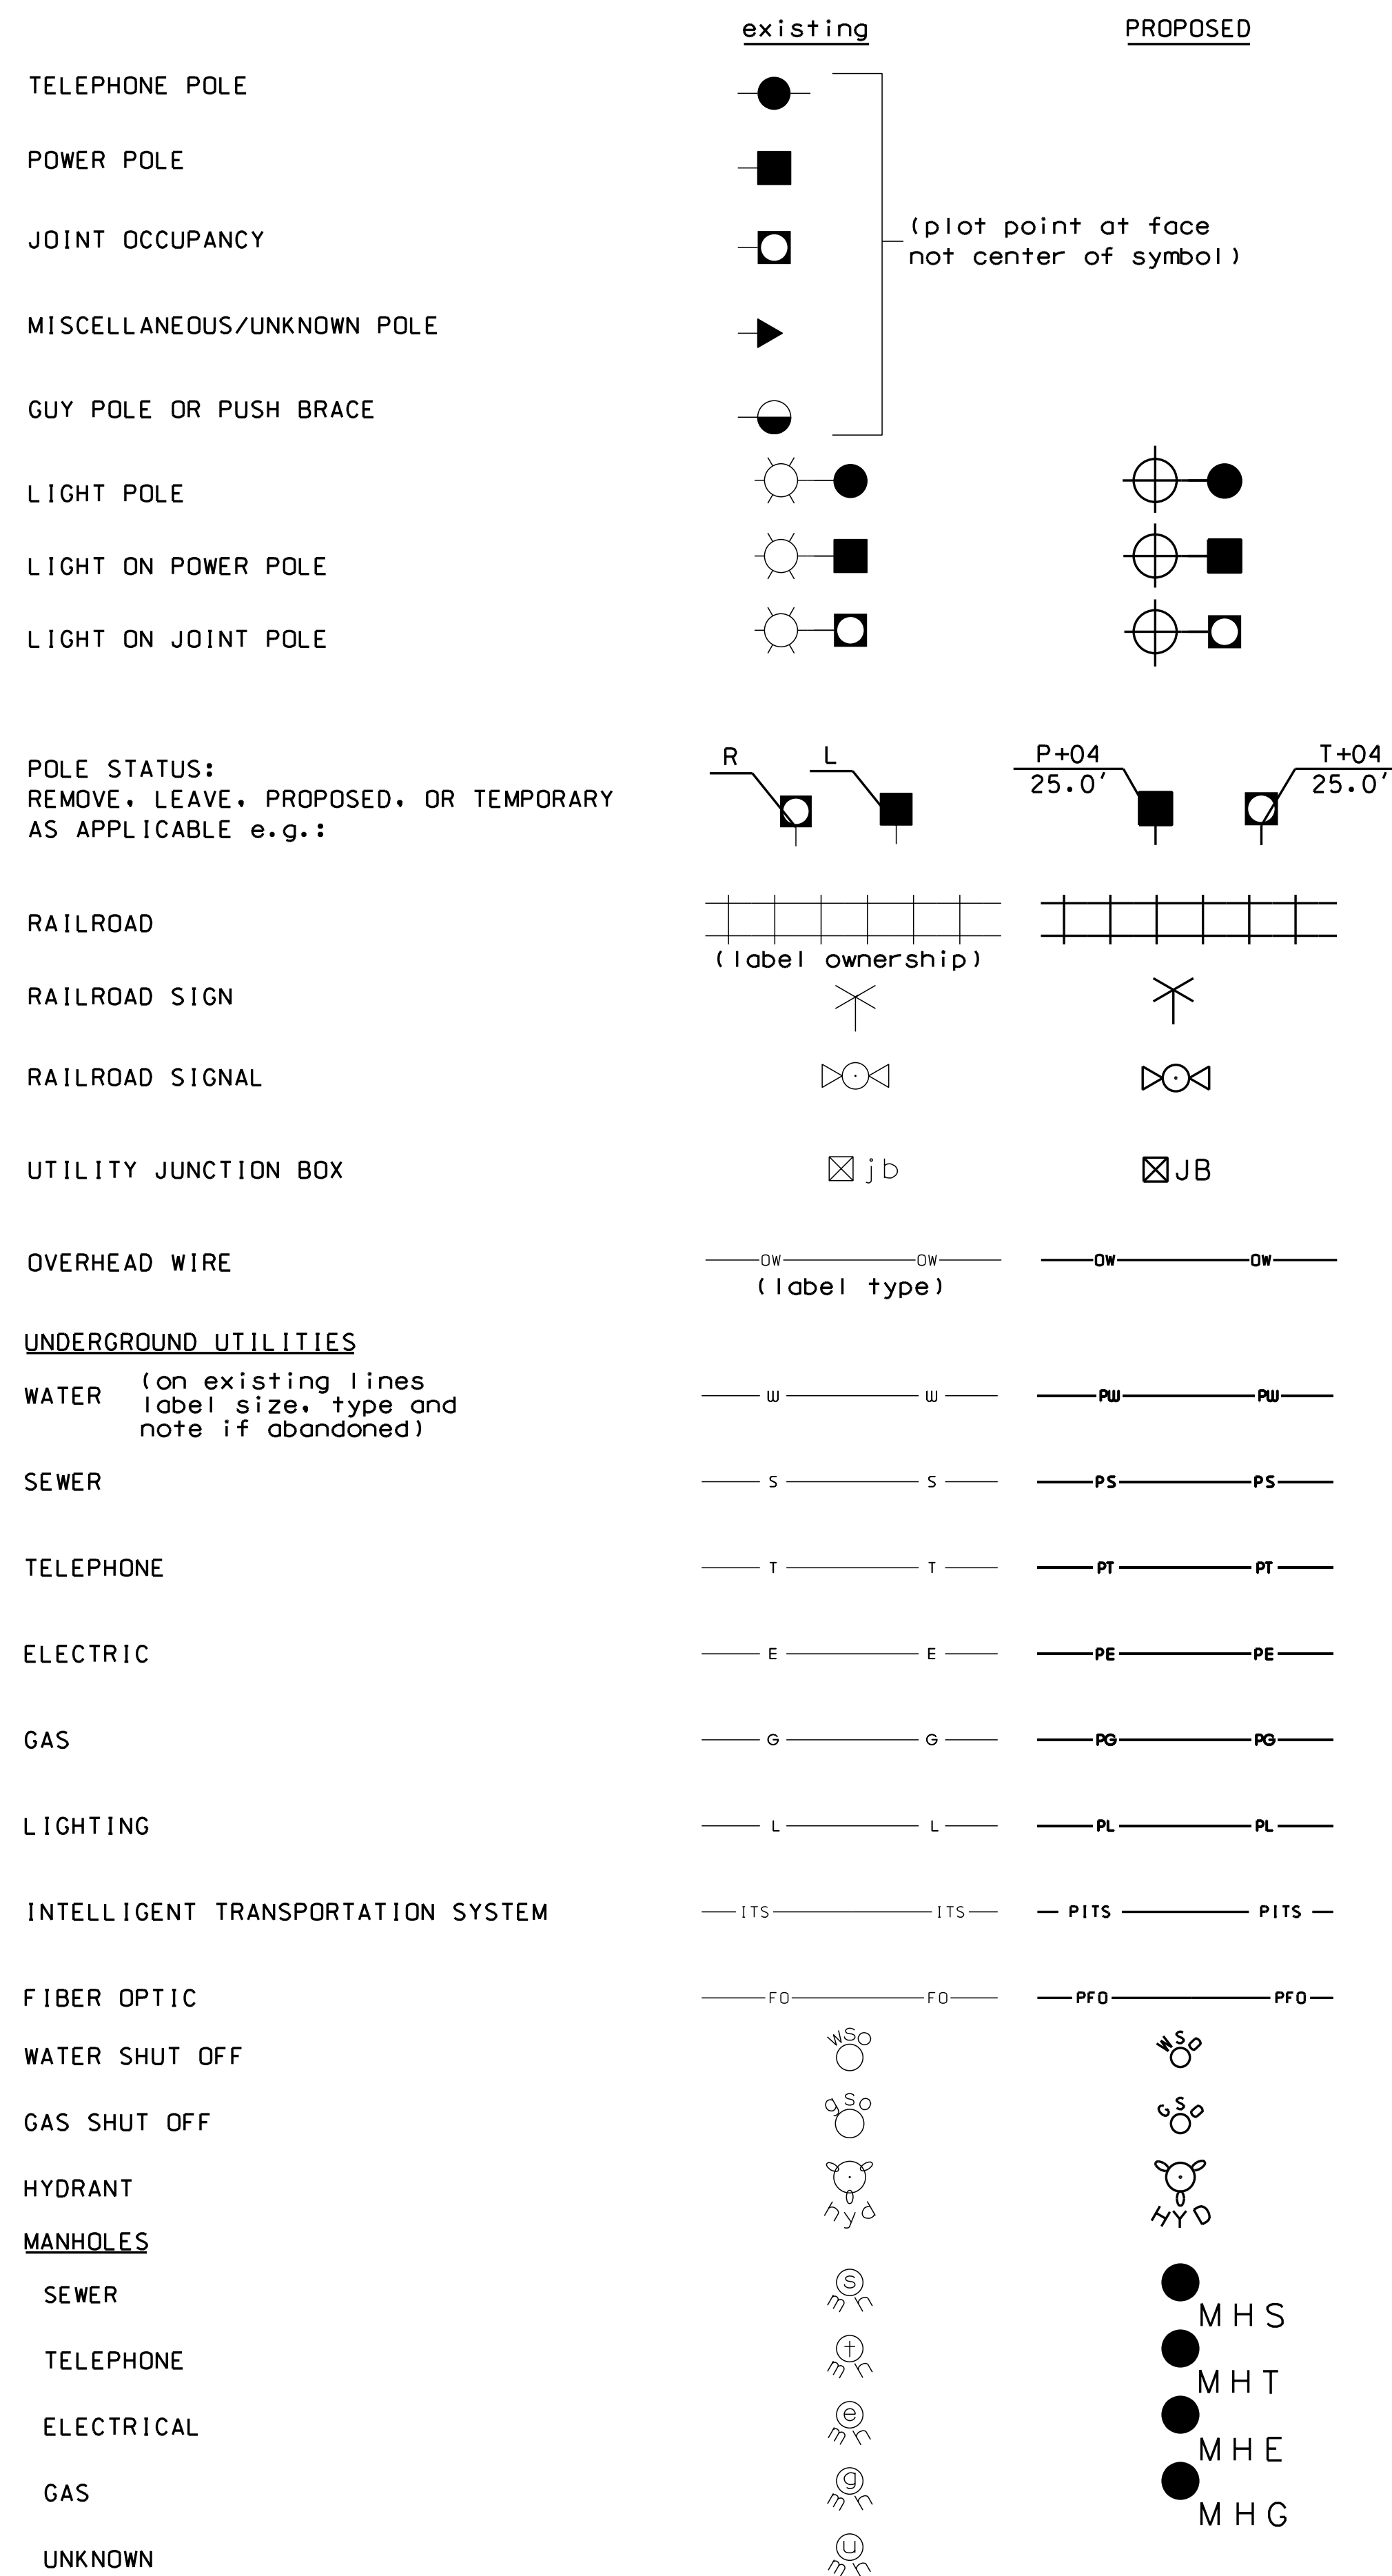 existing PROPOSED
TELEPHONE POLE
POWER POLE
(plot point at face
JOINT OCCUPANCY
not center of symbol)
MISCELLANEOUS/UNKNOWN POLE
GUY POLE OR PUSH BRACE
LIGHT POLE
LIGHT ON POWER POLE
LIGHT ON JOINT POLE
R L P+04 T+04
POLE STATUS: 25.0' 25.0'
REMOVE, LEAVE, PROPOSED, OR TEMPORARY
AS APPLICABLE e.g.:
RAILROAD
(label ownership)
RAILROAD SIGN
RAILROAD SIGNAL
UTILITY JUNCTION BOX jb JB
OVERHEAD WIRE OW OW OW OW
(label type)
UNDERGROUND UTILITIES
(on existing lines
WATER label size, type and W W PW PW
note if abandoned)
SEWER S S PS PS
TELEPHONE T T PT PT
ELECTRIC E E PE PE
GAS G G PG PG
LIGHTING L L PL PL
INTELLIGENT TRANSPORTATION SYSTEM ITS ITS PITS PITS
FIBER OPTIC FO FO PFO PFO
WATER SHUT OFF WSO WSO
GAS SHUT OFF gso GSO
HYDRANT hyd HYD
MANHOLES
SEWER s mh MHS
TELEPHONE t mh MHT
ELECTRICAL e mh MHE
GAS g mh MHG
UNKNOWN u mh